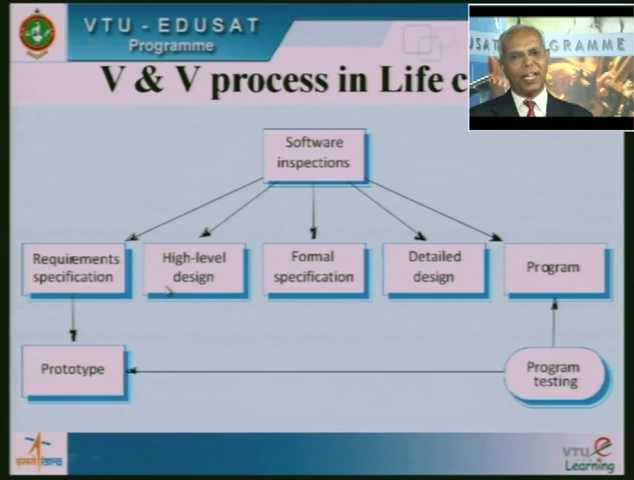 VTU - EDUSAT
Programme
V & V process in Life c
USAT
GRAMME
Software
inspections
Requirements
specification
High-level
design
Formal
specification
Detailed
design
Program
Prototype
Program
testing
VTU
Learning